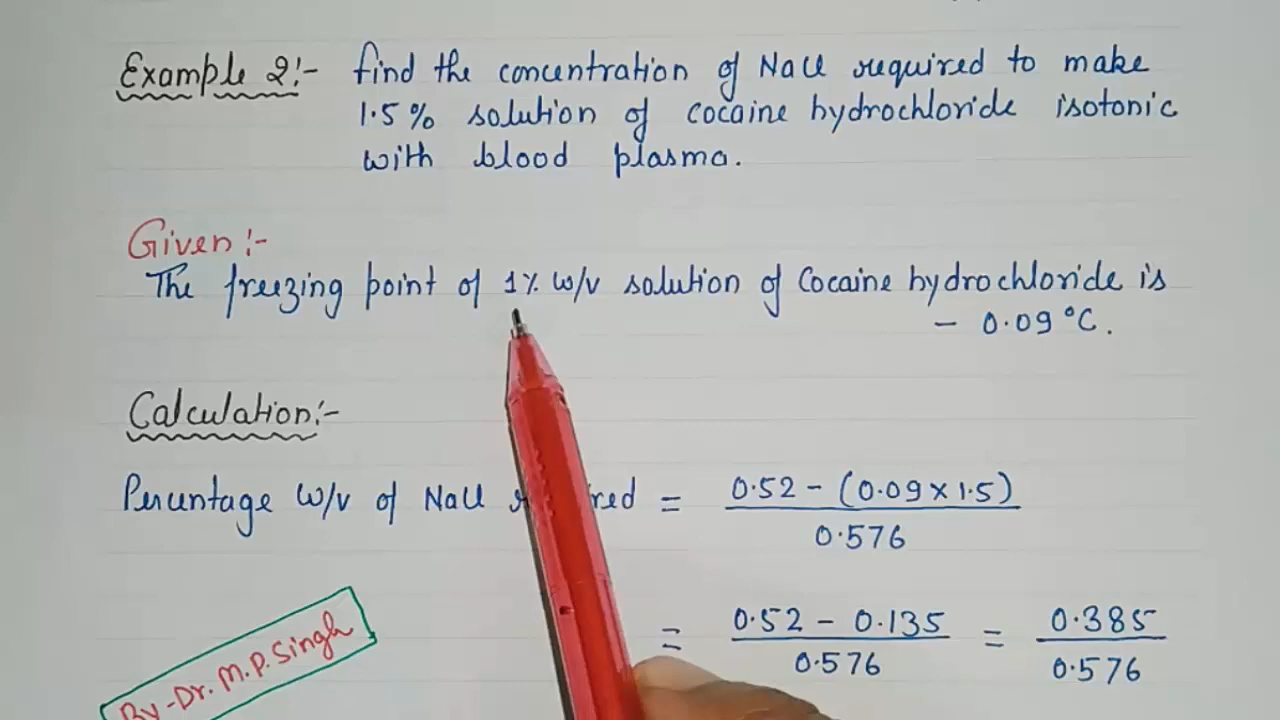 Example 2:- find the concentration of NaCl required to make
1.5% solution of cocaine hydrochloride isotonic
with blood plasma.
Given:-
The freezing point of 1% w/v solution of Cocaine hydrochloride is
- 0.09 °C.
Calculation:-
Percentage w/v of NaCl = 0.52 - (0.09 × 1.5)
0.576
= 0.52 - 0.135 = 0.385
0.576 0.576
By - Dr. M.P. Singh